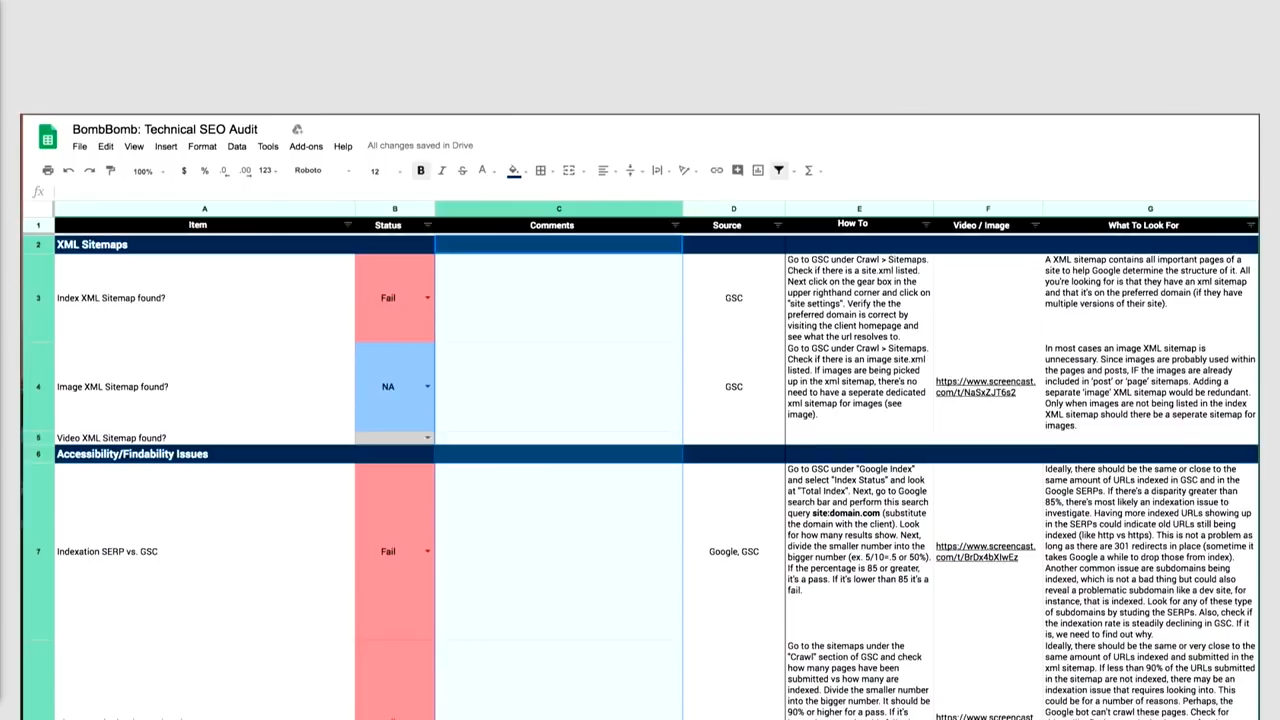 BombBomb: Technical SEO Audit
File Edit View Insert Format Data Tools Add-ons Help All changes saved in Drive
100% $ % .0 .00 123 Roboto 12 B I S A Σ
fx
A B C D E F G
1 Item Status Comments Source How To Video / Image What To Look For
2 XML Sitemaps
3 Index XML Sitemap found? Fail GSC
Go to GSC under Crawl > Sitemaps.
Check if there is a site.xml listed.
Next click on the gear box in the
upper righthand corner and click on
"site settings". Verify the the
preferred domain is correct by
visiting the client homepage and
see what the url resolves to.
A XML sitemap contains all important pages of a
site to help Google determine the structure of it. All
you're looking for is that they have an xml sitemap
and that it's on the preferred domain (if they have
multiple versions of their site).
4 Image XML Sitemap found? NA GSC
Go to GSC under Crawl > Sitemaps.
Check if there is an image site.xml
listed. If images are being picked
up in the xml sitemap, there's no
need to have a seperate dedicated
xml sitemap for images (see
image).
https://www.screencast.
com/t/NaSxZJT6s2
In most cases an image XML sitemap is
unnecessary. Since images are probably used within
the pages and posts, IF the images are already
included in 'post' or 'page' sitemaps. Adding a
separate 'image' XML sitemap would be redundant.
Only when images are not being listed in the index
XML sitemap should there be a seperate sitemap for
images.
5 Video XML Sitemap found?
6 Accessibility/Findability Issues
7 Indexation SERP vs. GSC Fail Google, GSC
Go to GSC under "Google Index"
and select "Index Status" and look
at "Total Index". Next, go to Google
search bar and perform this search
query site:domain.com (substitute
the domain with the client). Look
for how many results show. Next,
divide the smaller number into the
bigger number (ex. 5/10=.5 or 50%).
If the percentage is 85 or greater,
it's a pass. If it's lower than 85 it's a
fail.
https://www.screencast.
com/t/BrDx4bXIwEz
Ideally, there should be the same or close to the
same amount of URLs indexed in GSC and in the
Google SERPs. If there's a disparity greater than
85%, there's most likely an indexation issue to
investigate. Having more indexed URLs showing up
in the SERPs could indicate old URLs still being
indexed (like http vs https). This is not a problem as
long as there are 301 redirects in place (sometime it
takes Google a while to drop those from index).
Another common issue are subdomains being
indexed, which is not a bad thing but could also
reveal a problematic subdomain like a dev site, for
instance, that is indexed. Look for any of these type
of subdomains by studing the SERPs. Also, check if
the indexation rate is steadily declining in GSC. If it
is, we need to find out why.
Fail
Go to the sitemaps under the
"Crawl" section of GSC and check
how many pages have been
submitted vs how many are
indexed. Divide the smaller number
into the bigger number. It should be
90% or higher for a pass. If it's
https://www.screencast.
Ideally, there should be the same or very close to the
same amount of URLs indexed and submitted in the
xml sitemap. If less than 90% of the URLs submitted
in the sitemap are not indexed, there may be an
indexation issue that requires looking into. This
could be for a number of reasons. Perhaps, the
Google bot can't crawl these pages. Check for